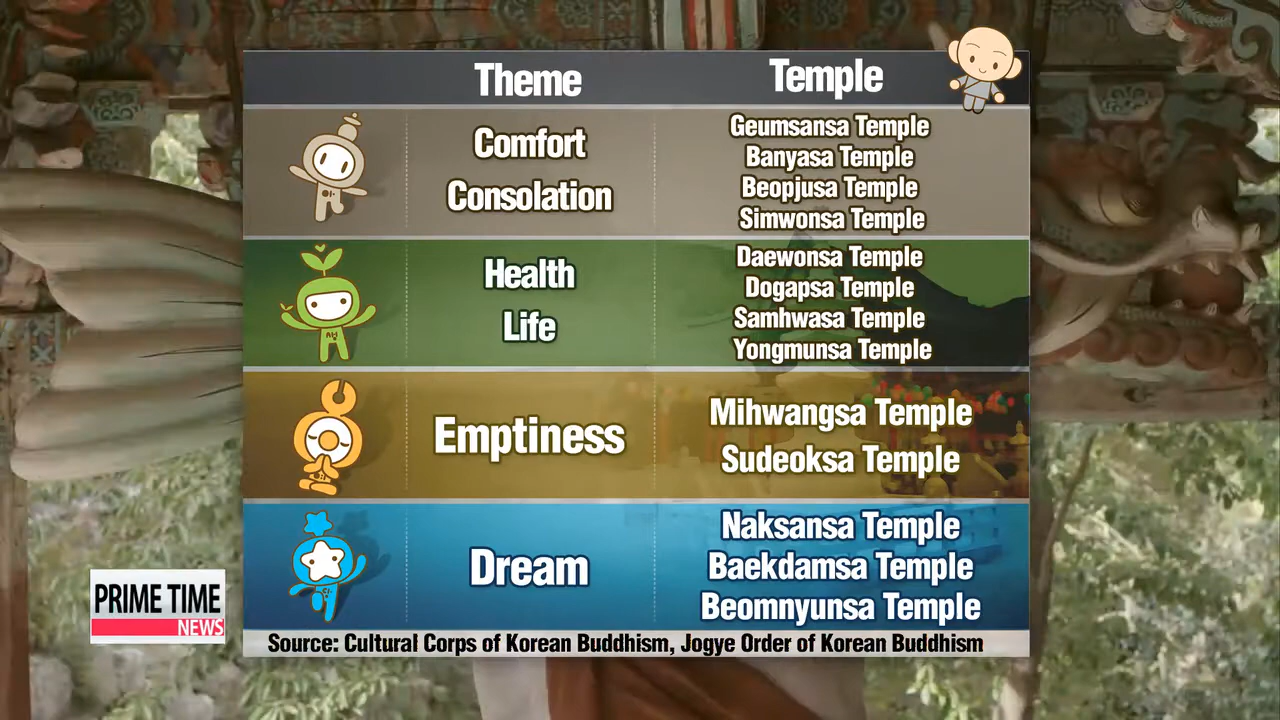 Theme
Temple
Comfort
Consolation
Geumsansa Temple
Banyasa Temple
Beopjusa Temple
Simwonsa Temple
Health
Life
Daewonsa Temple
Dogapsa Temple
Samhwasa Temple
Yongmunsa Temple
Emptiness
Mihwangsa Temple
Sudeoksa Temple
Dream
Naksansa Temple
Baekdamsa Temple
Beomnyunsa Temple
PRIME TIME
NEWS
Source: Cultural Corps of Korean Buddhism, Jogye Order of Korean Buddhism